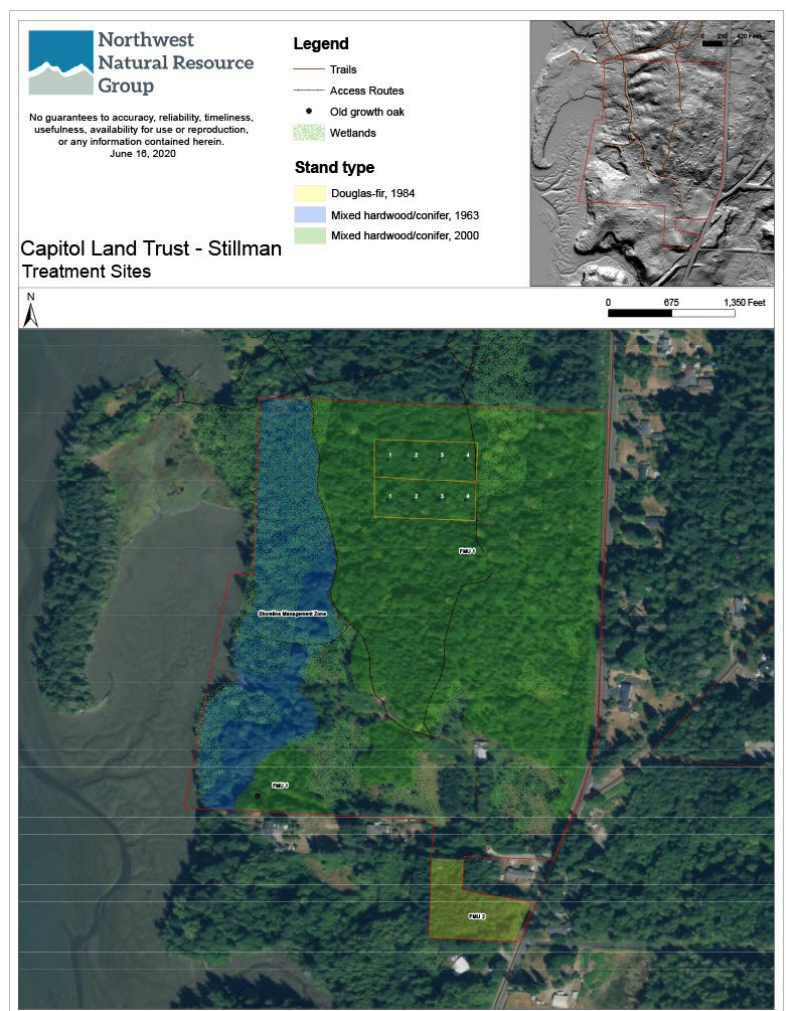 Northwest
Natural Resource
Group
No guarantees to accuracy, reliability, timeliness,
usefulness, availability for use or reproduction,
or any information contained herein.
June 16, 2020
Capitol Land Trust - Stillman
Treatment Sites
Legend
Trails
Access Routes
Old growth oak
Wetlands
Stand type
Douglas-fir, 1984
Mixed hardwood/conifer, 1963
Mixed hardwood/conifer, 2000
0 420 Feet
N
0 675 1,350 Feet
1 2 3 4
1 2 3 4
FMU
Shoreline Management Zone
FMU
FMU 2